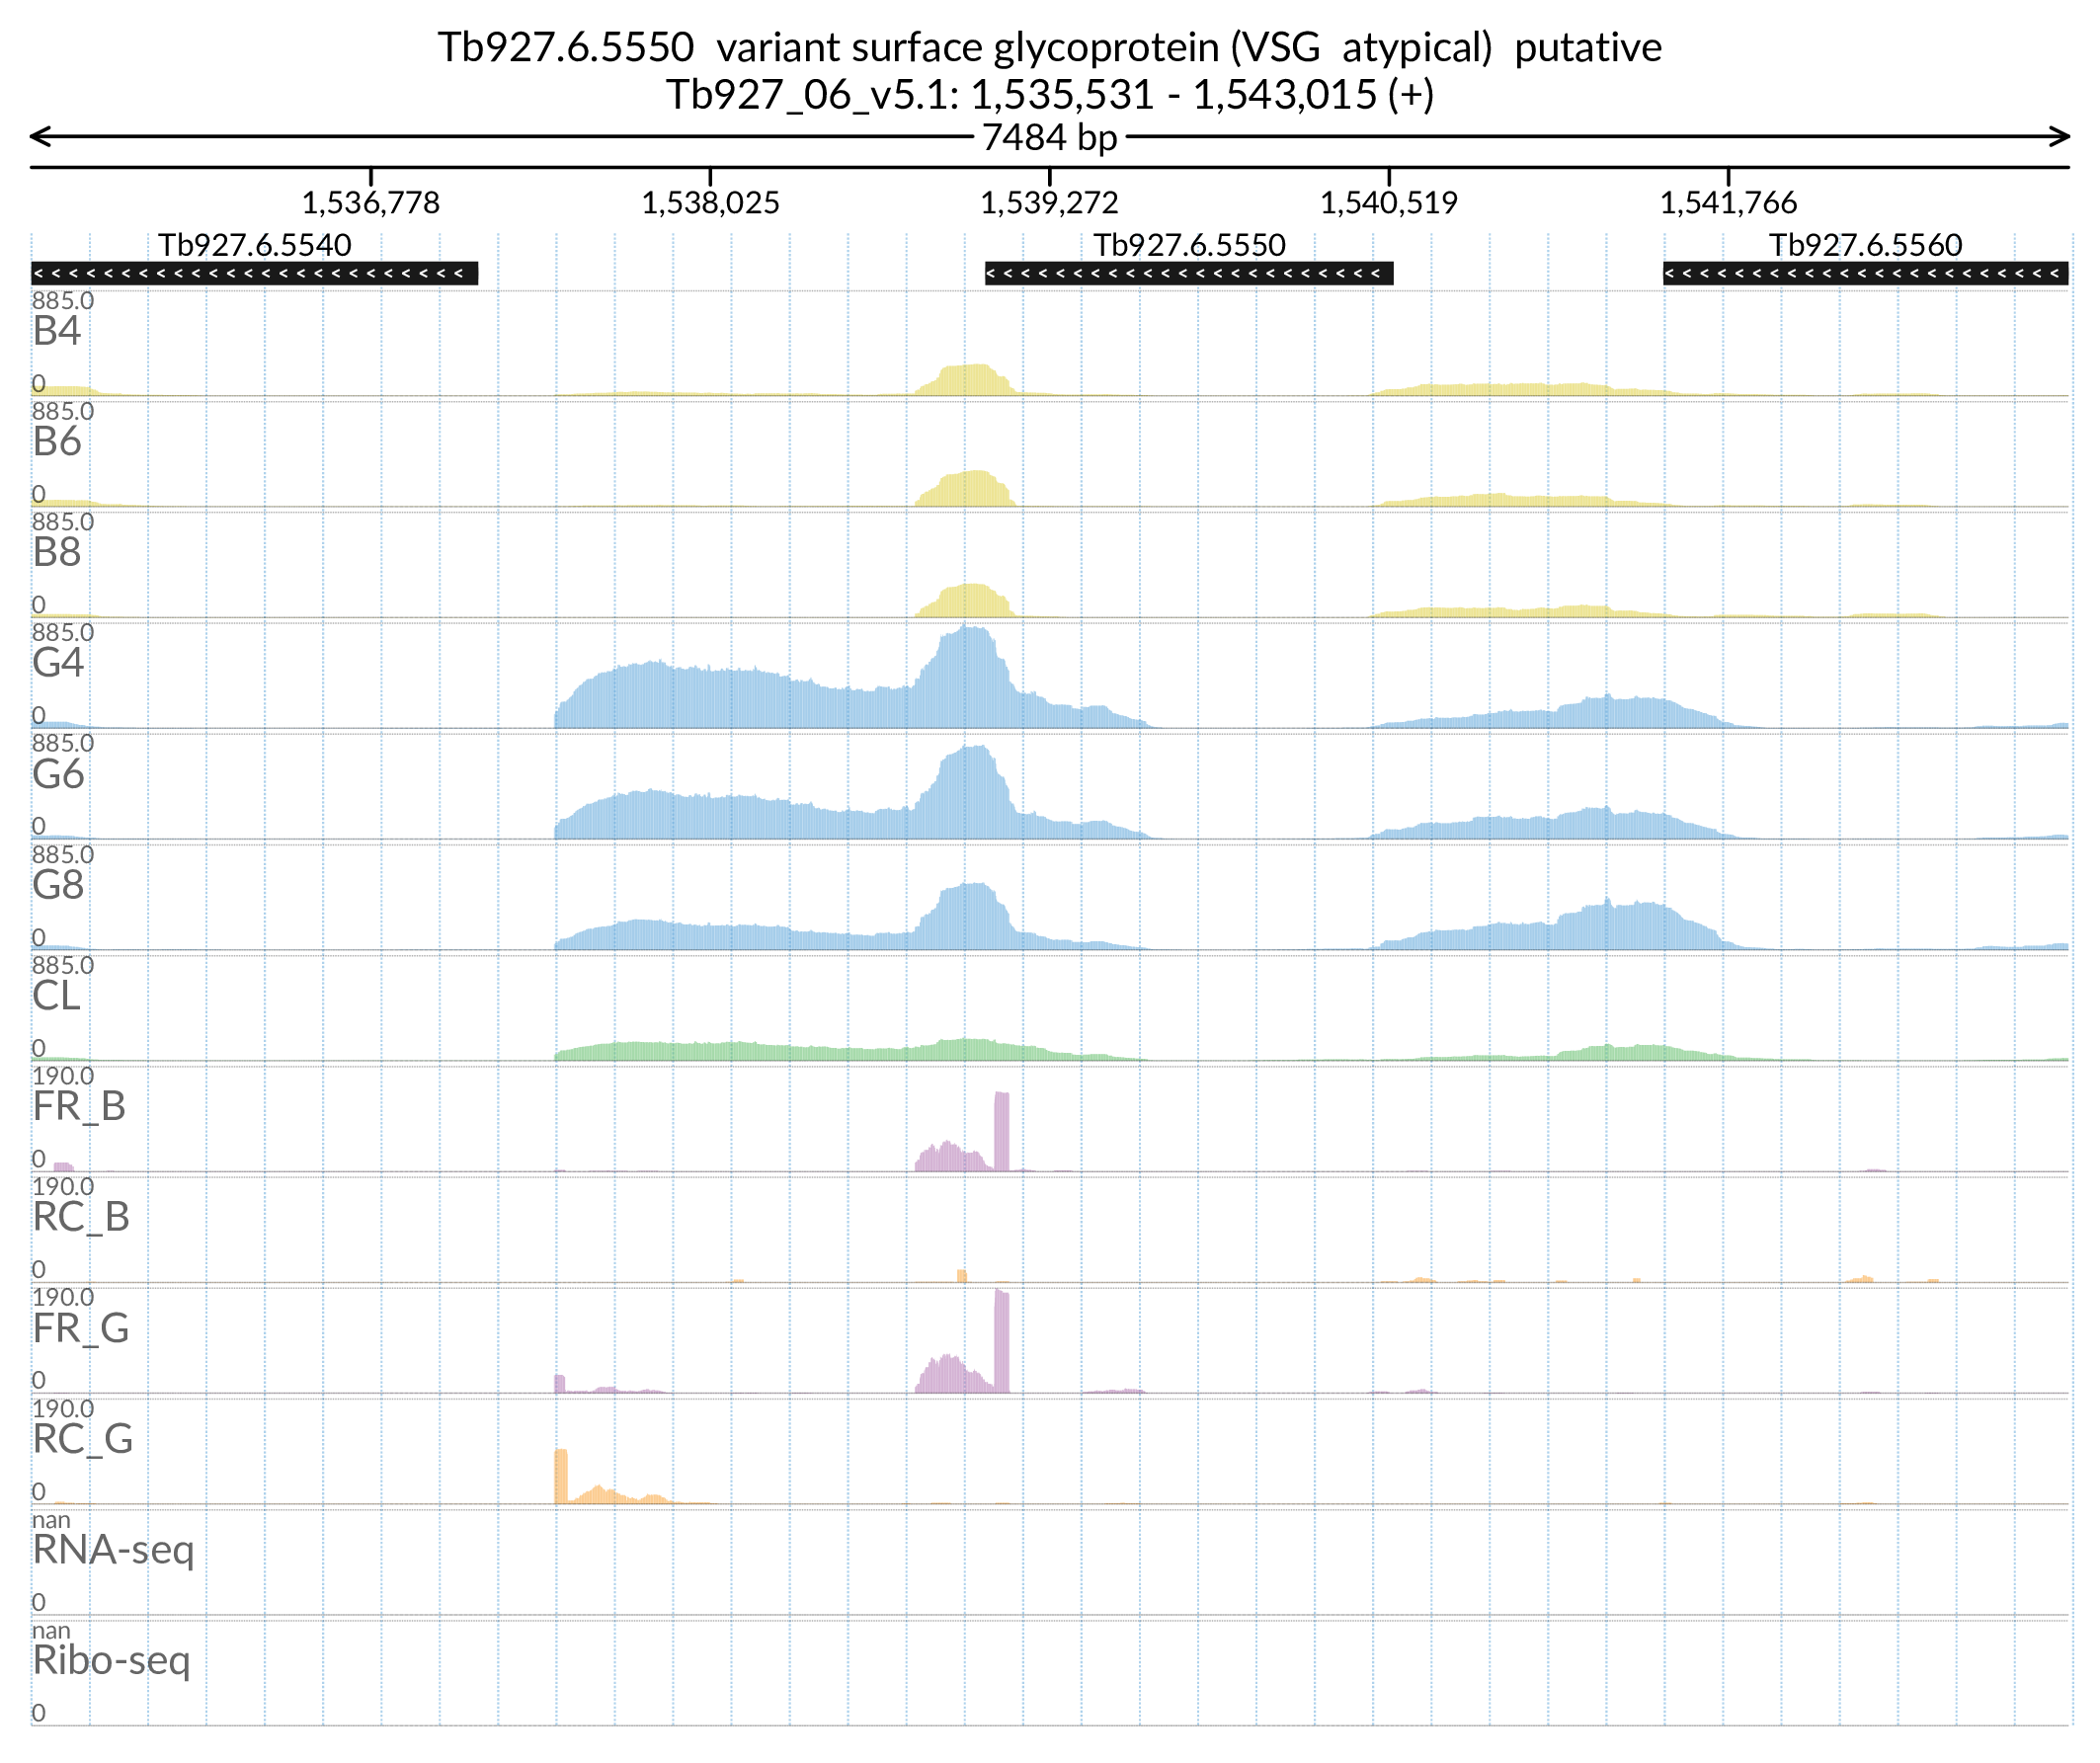 Tb927.6.5550 variant surface glycoprotein (VSG atypical) putative
Tb927_06_v5.1: 1,535,531 - 1,543,015 (+)
7484 bp
1,536,778 1,538,025 1,539,272 1,540,519 1,541,766
Tb927.6.5540 Tb927.6.5550 Tb927.6.5560
885.0
B4
0
885.0
B6
0
885.0
B8
0
885.0
G4
0
885.0
G6
0
885.0
G8
0
885.0
CL
0
190.0
FR_B
0
190.0
RC_B
0
190.0
FR_G
0
190.0
RC_G
0
nan
RNA-seq
0
nan
Ribo-seq
0